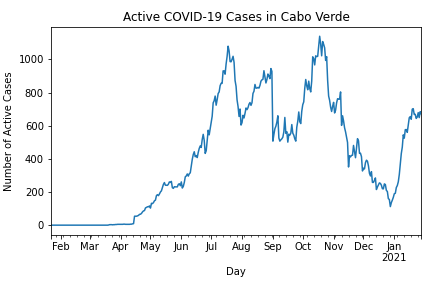 Active COVID-19 Cases in Cabo Verde
Number of Active Cases
1000
800
600
400
200
0
Feb Mar Apr May Jun Jul Aug Sep Oct Nov Dec Jan
2021
Day